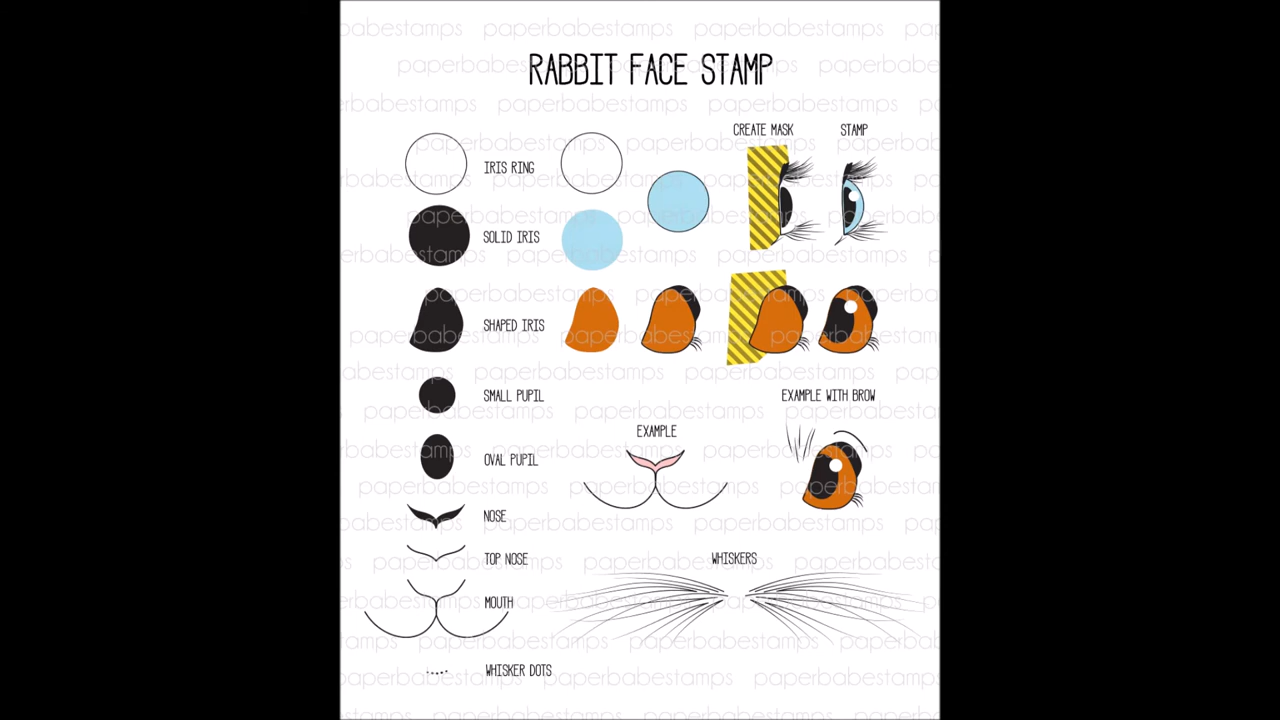 RABBIT FACE STAMP
CREATE MASK
STAMP
IRIS RING
SOLID IRIS
SHAPED IRIS
SMALL PUPIL
EXAMPLE WITH BROW
EXAMPLE
OVAL PUPIL
NOSE
TOP NOSE
WHISKERS
MOUTH
WHISKER DOTS
paperbabestamps